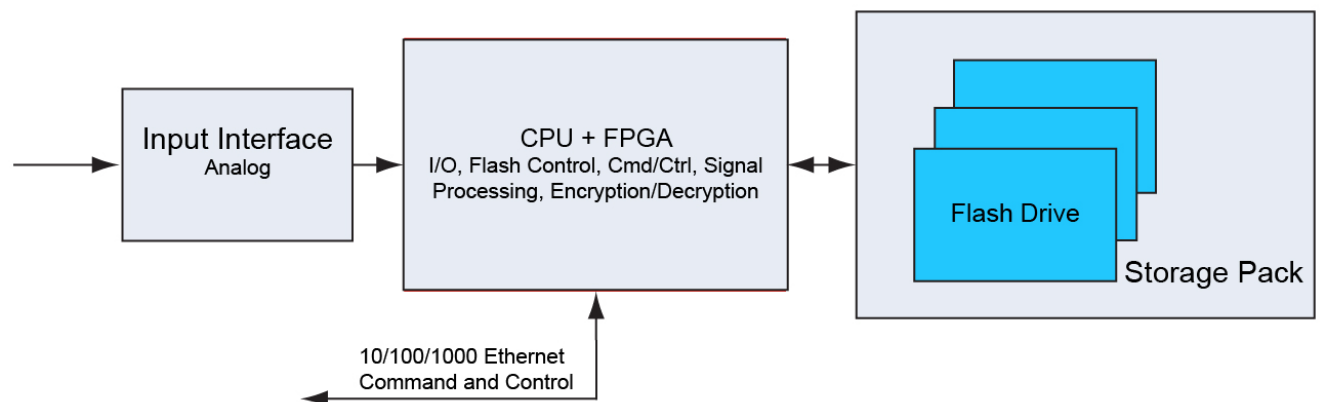 Input Interface
Analog
CPU + FPGA
I/O, Flash Control, Cmd/Ctrl, Signal
Processing, Encryption/Decryption
Flash Drive
Storage Pack
10/100/1000 Ethernet
Command and Control